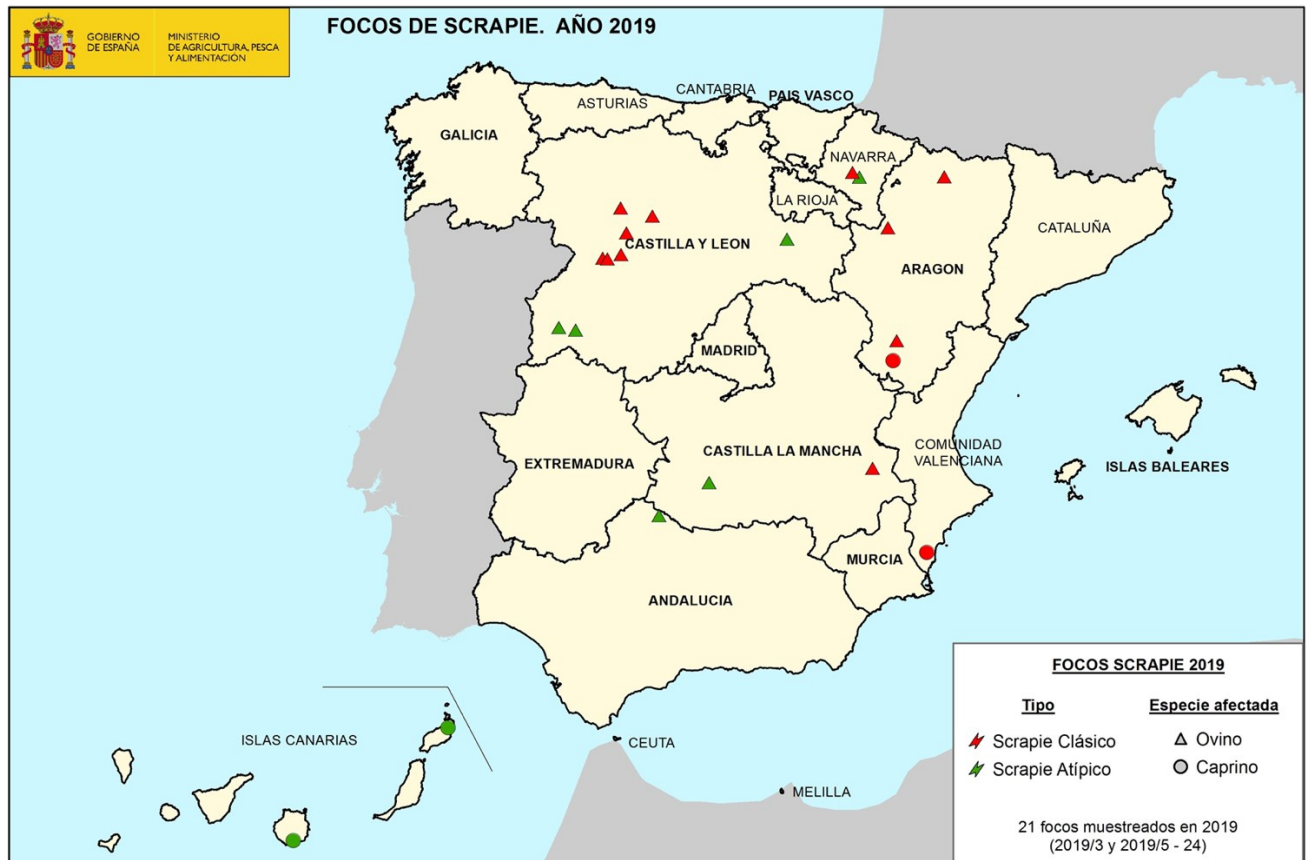 GOBIERNO
DE ESPAÑA
MINISTERIO
DE AGRICULTURA, PESCA
Y ALIMENTACIÓN
FOCOS DE SCRAPIE. AÑO 2019
CANTABRIA
PAIS VASCO
ASTURIAS
GALICIA
NAVARRA
LA RIOJA
CATALUÑA
CASTILLA Y LEON
ARAGON
MADRID
COMUNIDAD
VALENCIANA
CASTILLA LA MANCHA
EXTREMADURA
ISLAS BALEARES
MURCIA
ANDALUCIA
ISLAS CANARIAS
CEUTA
MELILLA
FOCOS SCRAPIE 2019
Tipo
Especie afectada
Scrapie Clásico
Ovino
Scrapie Atípico
Caprino
21 focos muestreados en 2019
(2019/3 y 2019/5 - 24)